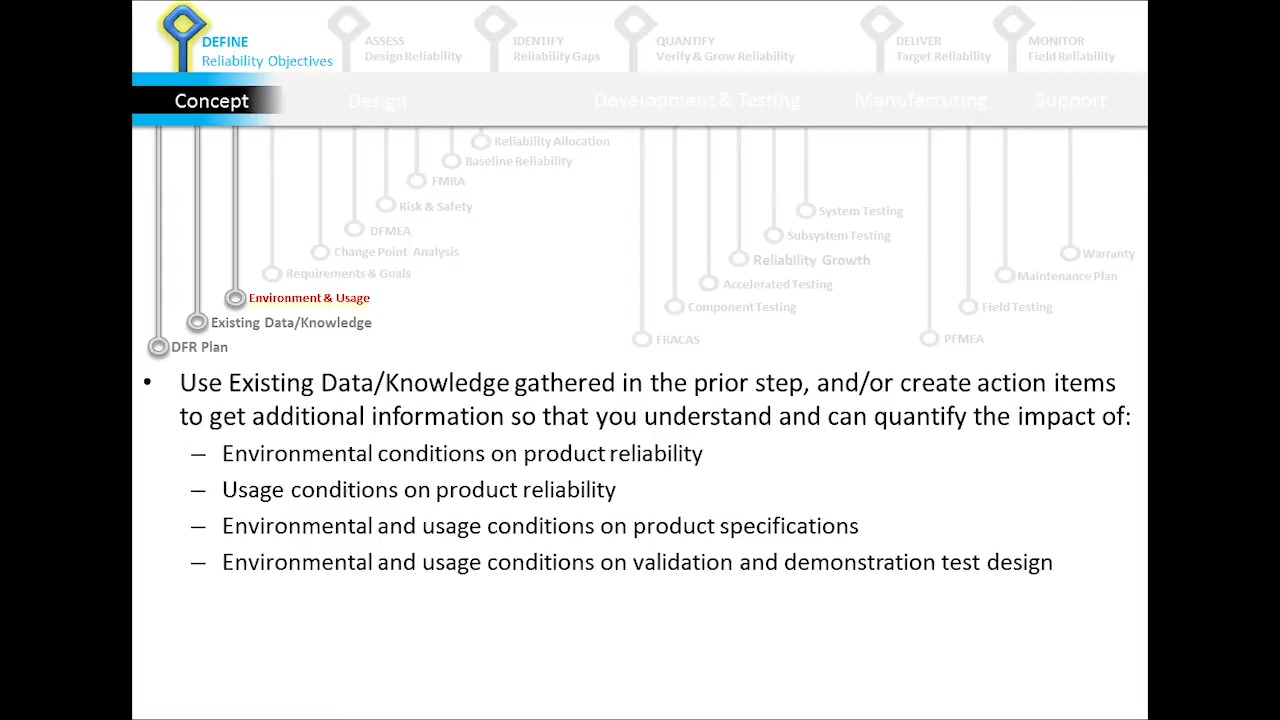 DEFINE
Reliability Objectives
ASSESS
Design Reliability
IDENTIFY
Reliability Gaps
QUANTIFY
Verify & Grow Reliability
DELIVER
Target Reliability
MONITOR
Field Reliability
Concept
Design
Development & Testing
Manufacturing
Support
Reliability Allocation
Baseline Reliability
FMRA
Risk & Safety
DFMEA
Change Point Analysis
Requirements & Goals
Environment & Usage
Existing Data/Knowledge
DFR Plan
System Testing
Subsystem Testing
Reliability Growth
Accelerated Testing
Component Testing
FRACAS
Warranty
Maintenance Plan
Field Testing
PFMEA
• Use Existing Data/Knowledge gathered in the prior step, and/or create action items
to get additional information so that you understand and can quantify the impact of:
– Environmental conditions on product reliability
– Usage conditions on product reliability
– Environmental and usage conditions on product specifications
– Environmental and usage conditions on validation and demonstration test design